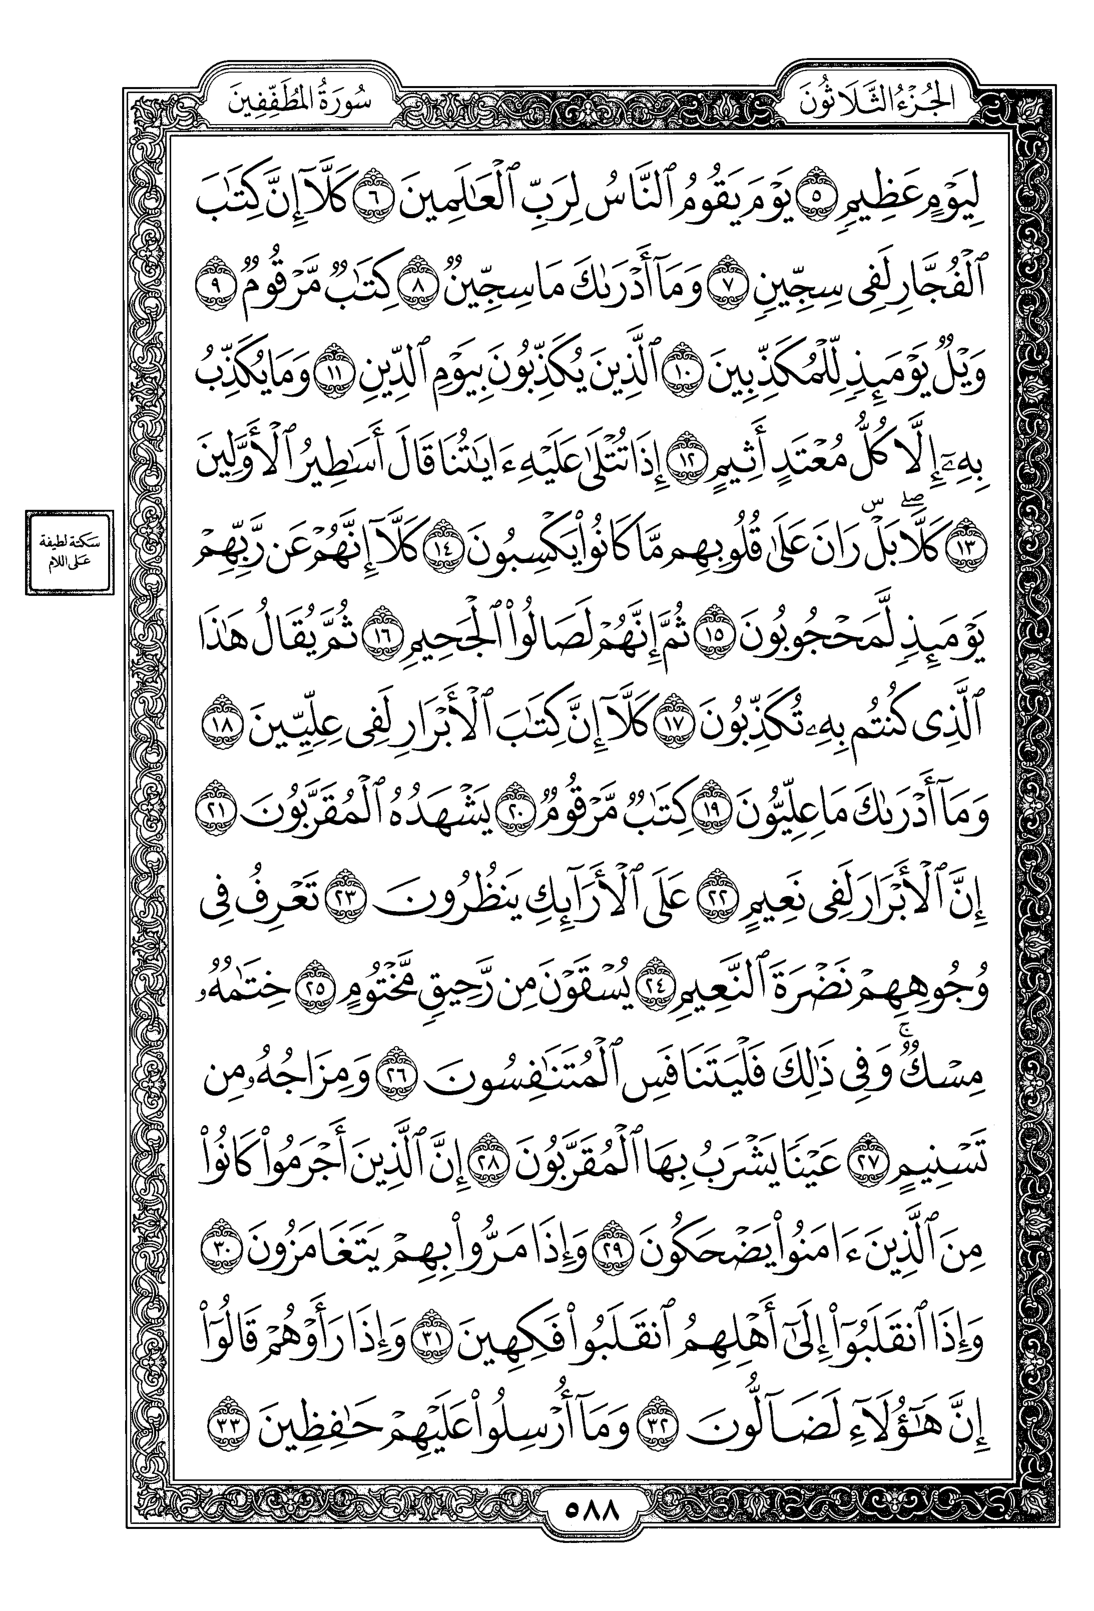 الجُزْءُ الثَّلَاثُونَ
سُورَةُ المُطَفِّفِينَ
لِيَوْمٍ عَظِيمٍ ٥ يَوْمَ يَقُومُ ٱلنَّاسُ لِرَبِّ ٱلْعَٰلَمِينَ ٦ كَلَّآ إِنَّ كِتَٰبَ
ٱلْفُجَّارِ لَفِى سِجِّينٍ ٧ وَمَآ أَدْرَىٰكَ مَا سِجِّينٌ ٨ كِتَٰبٌ مَّرْقُومٌ ٩
وَيْلٌ يَوْمَئِذٍ لِّلْمُكَذِّبِينَ ١٠ ٱلَّذِينَ يُكَذِّبُونَ بِيَوْمِ ٱلدِّينِ ١١ وَمَا يُكَذِّبُ
بِهِۦٓ إِلَّا كُلُّ مُعْتَدٍ أَثِيمٍ ١٢ إِذَا تُتْلَىٰ عَلَيْهِ ءَايَٰتُنَا قَالَ أَسَٰطِيرُ ٱلْأَوَّلِينَ
١٣ كَلَّا ۖ بَلْ ۜ رَانَ عَلَىٰ قُلُوبِهِم مَّا كَانُوا۟ يَكْسِبُونَ ١٤ كَلَّآ إِنَّهُمْ عَن رَّبِّهِمْ
سَكتة لطيفة
عَلى اللام
يَوْمَئِذٍ لَّمَحْجُوبُونَ ١٥ ثُمَّ إِنَّهُمْ لَصَالُوا۟ ٱلْجَحِيمِ ١٦ ثُمَّ يُقَالُ هَٰذَا
ٱلَّذِى كُنتُم بِهِۦ تُكَذِّبُونَ ١٧ كَلَّآ إِنَّ كِتَٰبَ ٱلْأَبْرَارِ لَفِى عِلِّيِّينَ ١٨
وَمَآ أَدْرَىٰكَ مَا عِلِّيُّونَ ١٩ كِتَٰبٌ مَّرْقُومٌ ٢٠ يَشْهَدُهُ ٱلْمُقَرَّبُونَ ٢١
إِنَّ ٱلْأَبْرَارَ لَفِى نَعِيمٍ ٢٢ عَلَى ٱلْأَرَآئِكِ يَنظُرُونَ ٢٣ تَعْرِفُ فِى
وُجُوهِهِمْ نَضْرَةَ ٱلنَّعِيمِ ٢٤ يُسْقَوْنَ مِن رَّحِيقٍ مَّخْتُومٍ ٢٥ خِتَٰمُهُۥ
مِسْكٌ ۚ وَفِى ذَٰلِكَ فَلْيَتَنَافَسِ ٱلْمُتَنَٰفِسُونَ ٢٦ وَمِزَاجُهُۥ مِن
تَسْنِيمٍ ٢٧ عَيْنًا يَشْرَبُ بِهَا ٱلْمُقَرَّبُونَ ٢٨ إِنَّ ٱلَّذِينَ أَجْرَمُوا۟ كَانُوا۟
مِنَ ٱلَّذِينَ ءَامَنُوا۟ يَضْحَكُونَ ٢٩ وَإِذَا مَرُّوا۟ بِهِمْ يَتَغَامَزُونَ ٣٠
وَإِذَا ٱنقَلَبُوٓا۟ إِلَىٰٓ أَهْلِهِمُ ٱنقَلَبُوا۟ فَكِهِينَ ٣١ وَإِذَا رَأَوْهُمْ قَالُوٓا۟
إِنَّ هَٰٓؤُلَآءِ لَضَآلُّونَ ٣٢ وَمَآ أُرْسِلُوا۟ عَلَيْهِمْ حَٰفِظِينَ ٣٣
٥٨٨